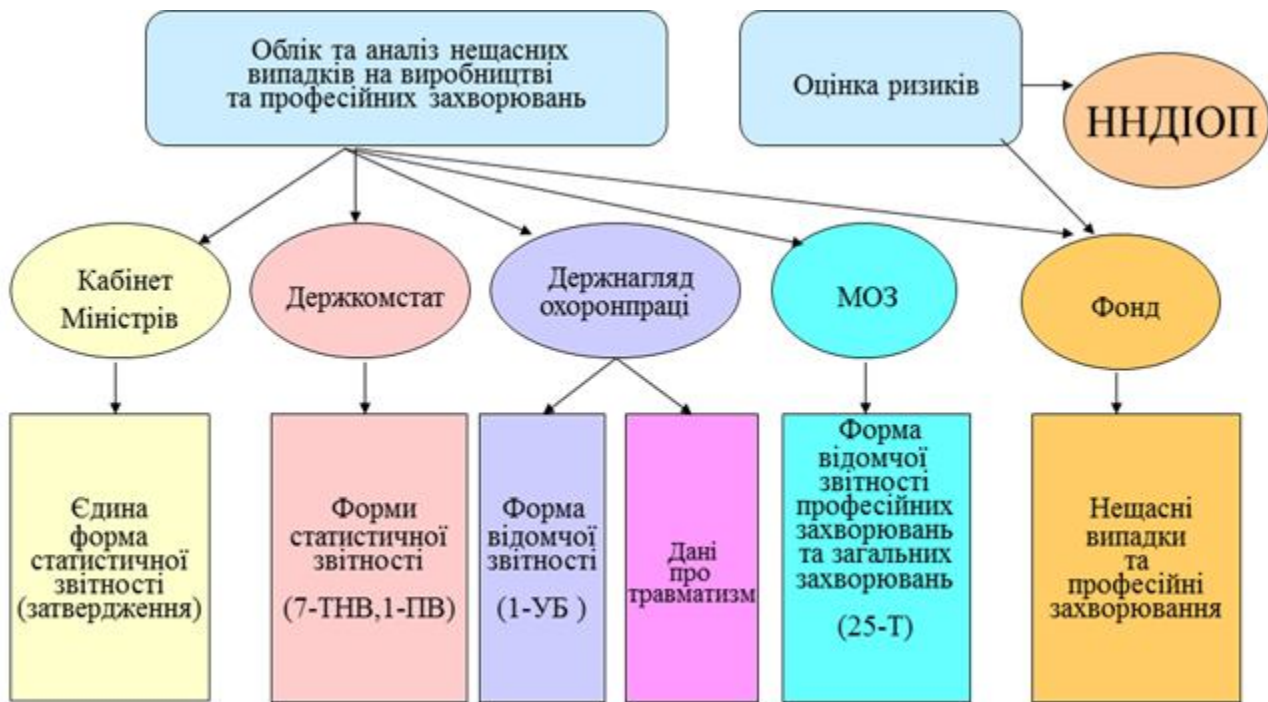 Облік та аналіз нещасних
випадків на виробництві
та професійних захворювань
Оцінка ризиків
ННДІОП
Кабінет
Міністрів
Держкомстат
Держнагляд
охоронпраці
МОЗ
Фонд
Єдина
форма
статистичної
звітності
(затвердження)
Форми
статистичної
звітності
(7-ТНВ,1-ПВ)
Форма
відомчої
звітності
(1-УБ )
Дані
про
травматизм
Форма
відомчої
звітності
професійних
захворювань
та загальних
захворювань
(25-Т)
Нещасні
випадки
та
професійні
захворювання